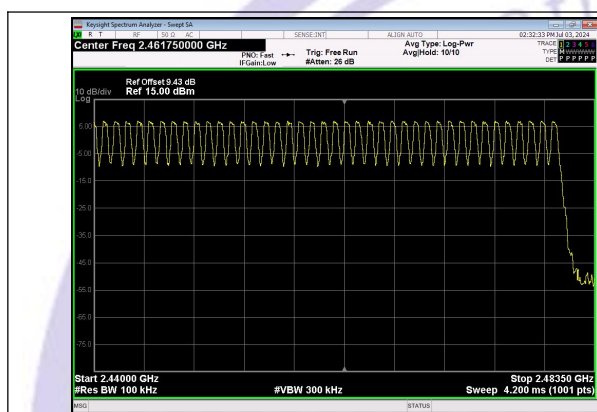 Keysight Spectrum Analyzer - Swept SA
R T RF 50 Ω AC SENSE:INT ALIGN AUTO 02:32:33 PM Jul 03, 2024
Center Freq 2.461750000 GHz
PNO: Fast
IFGain:Low
Trig: Free Run
#Atten: 26 dB
Avg Type: Log-Pwr
Avg|Hold: 10/10
TRACE 1 2 3 4 5 6
TYPE M W W W W W
DET P P P P P P
Ref Offset 9.43 dB
10 dB/div Ref 15.00 dBm
Log
5.00
-5.00
-15.0
-25.0
-35.0
-45.0
-55.0
-65.0
-75.0
Start 2.44000 GHz Stop 2.48350 GHz
#Res BW 100 kHz #VBW 300 kHz Sweep 4.200 ms (1001 pts)
MSG STATUS